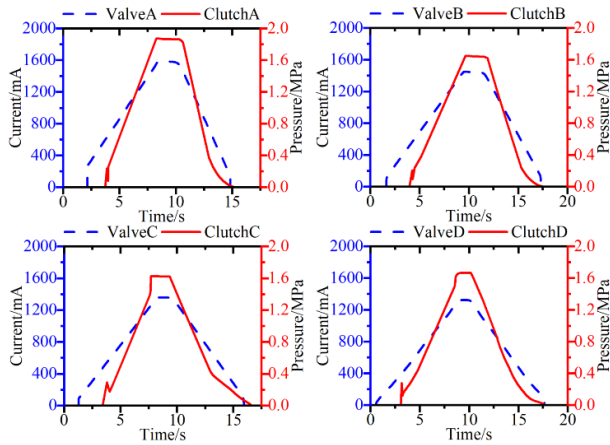 ValveA ClutchA
Current/mA
2000
1600
1200
800
400
0
Pressure/MPa
2.0
1.6
1.2
0.8
0.4
0.0
0 5 10 15
Time/s
ValveB ClutchB
Current/mA
2000
1600
1200
800
400
0
Pressure/MPa
2.0
1.6
1.2
0.8
0.4
0.0
0 5 10 15 20
Time/s
ValveC ClutchC
Current/mA
2000
1600
1200
800
400
0
Pressure/MPa
2.0
1.6
1.2
0.8
0.4
0.0
0 5 10 15
Time/s
ValveD ClutchD
Current/mA
2000
1600
1200
800
400
0
Pressure/MPa
2.0
1.6
1.2
0.8
0.4
0.0
0 5 10 15 20
Time/s